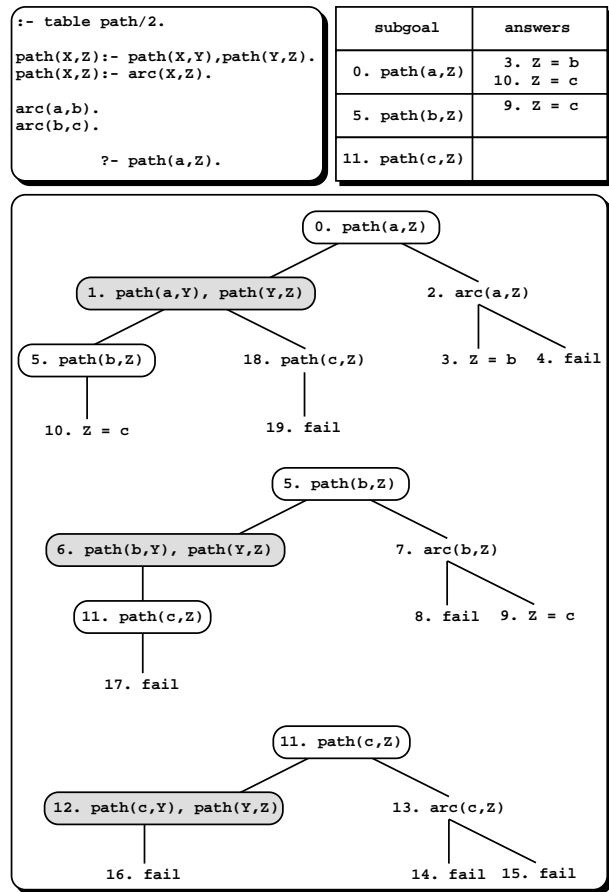 :- table path/2.
path(X,Z):- path(X,Y),path(Y,Z).
path(X,Z):- arc(X,Z).
arc(a,b).
arc(b,c).
?- path(a,Z).
subgoal answers
0. path(a,Z) 3. Z = b
10. Z = c
5. path(b,Z) 9. Z = c
11. path(c,Z)
0. path(a,Z)
1. path(a,Y), path(Y,Z) 2. arc(a,Z)
5. path(b,Z) 18. path(c,Z) 3. Z = b 4. fail
10. Z = c 19. fail
5. path(b,Z)
6. path(b,Y), path(Y,Z) 7. arc(b,Z)
11. path(c,Z) 8. fail 9. Z = c
17. fail
11. path(c,Z)
12. path(c,Y), path(Y,Z) 13. arc(c,Z)
16. fail 14. fail 15. fail